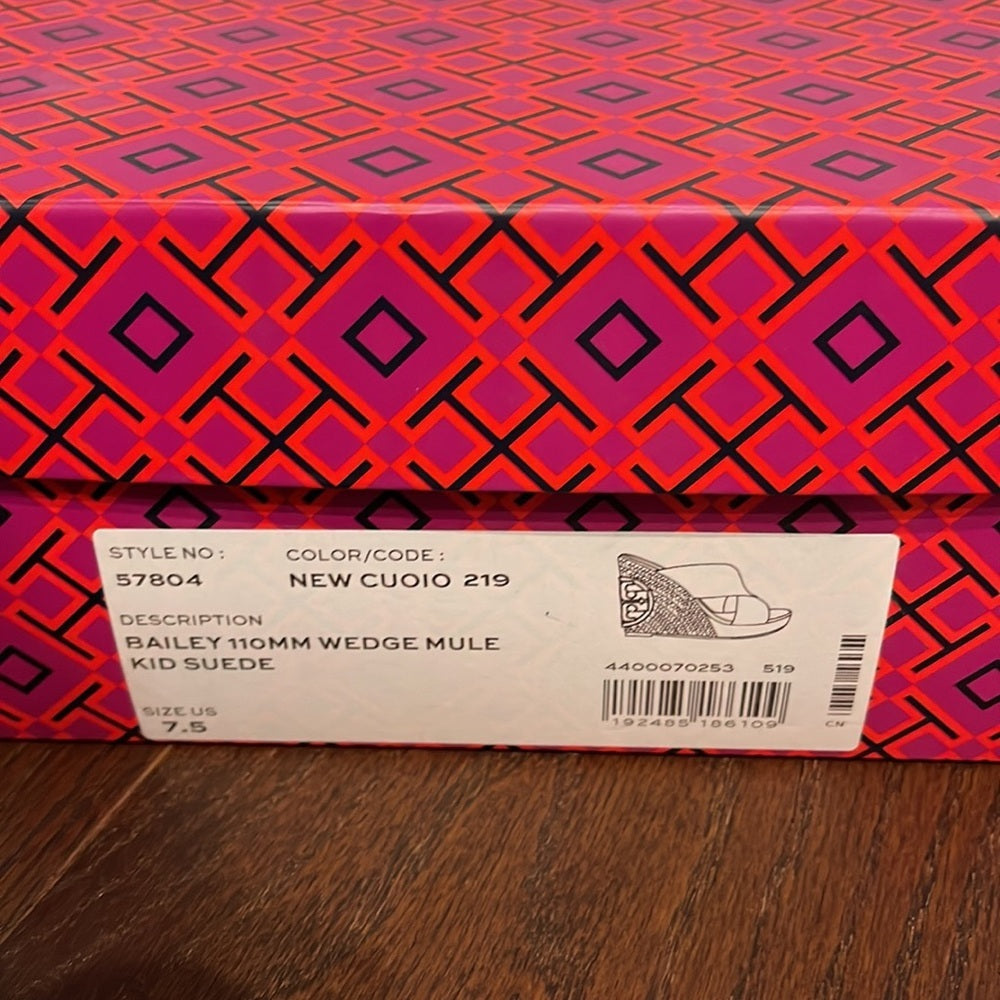 STYLE NO : COLOR/CODE :
57804 NEW CUOIO 219
DESCRIPTION
BAILEY 110MM WEDGE MULE
KID SUEDE
SIZE US
7.5
4400070253 519
192485 186109
CN